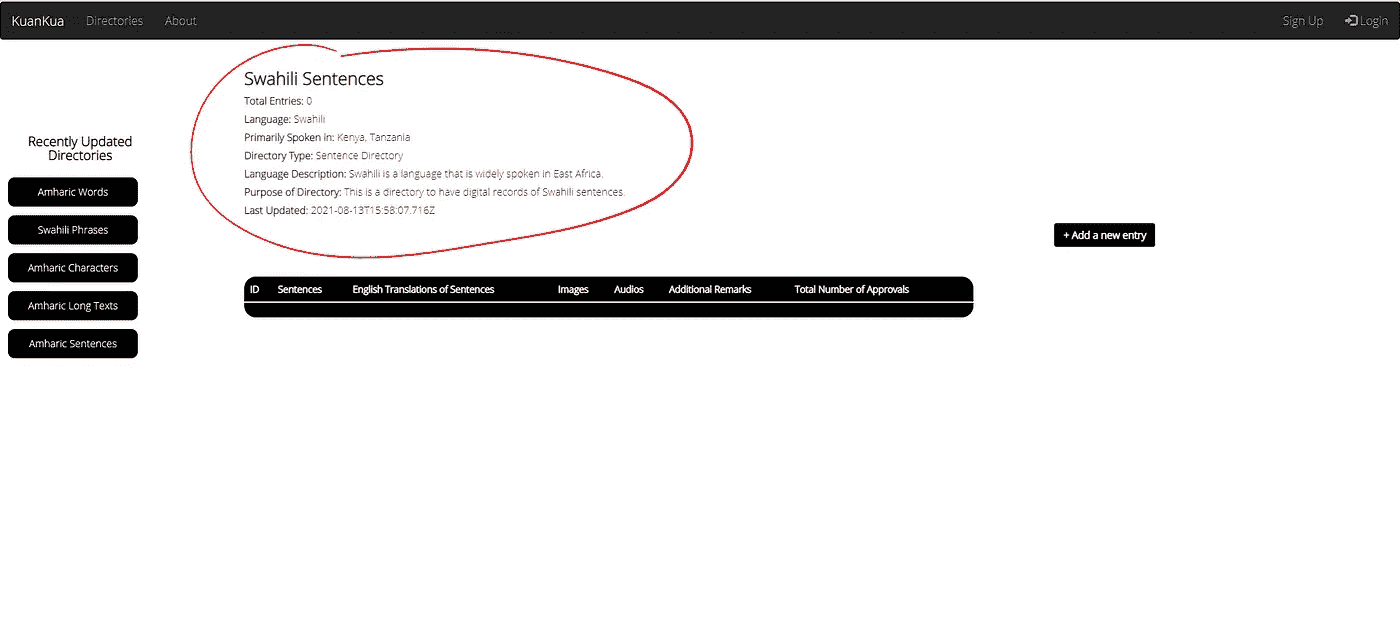 KuanKua Directories About Sign Up Login
Swahili Sentences
Total Entries: 0
Language: Swahili
Primarily Spoken in: Kenya, Tanzania
Directory Type: Sentence Directory
Language Description: Swahili is a language that is widely spoken in East Africa.
Purpose of Directory: This is a directory to have digital records of Swahili sentences.
Last Updated: 2021-08-13T15:58:07.716Z
Recently Updated
Directories
Amharic Words
Swahili Phrases
Amharic Characters
Amharic Long Texts
Amharic Sentences
+ Add a new entry
ID Sentences English Translations of Sentences Images Audios Additional Remarks Total Number of Approvals